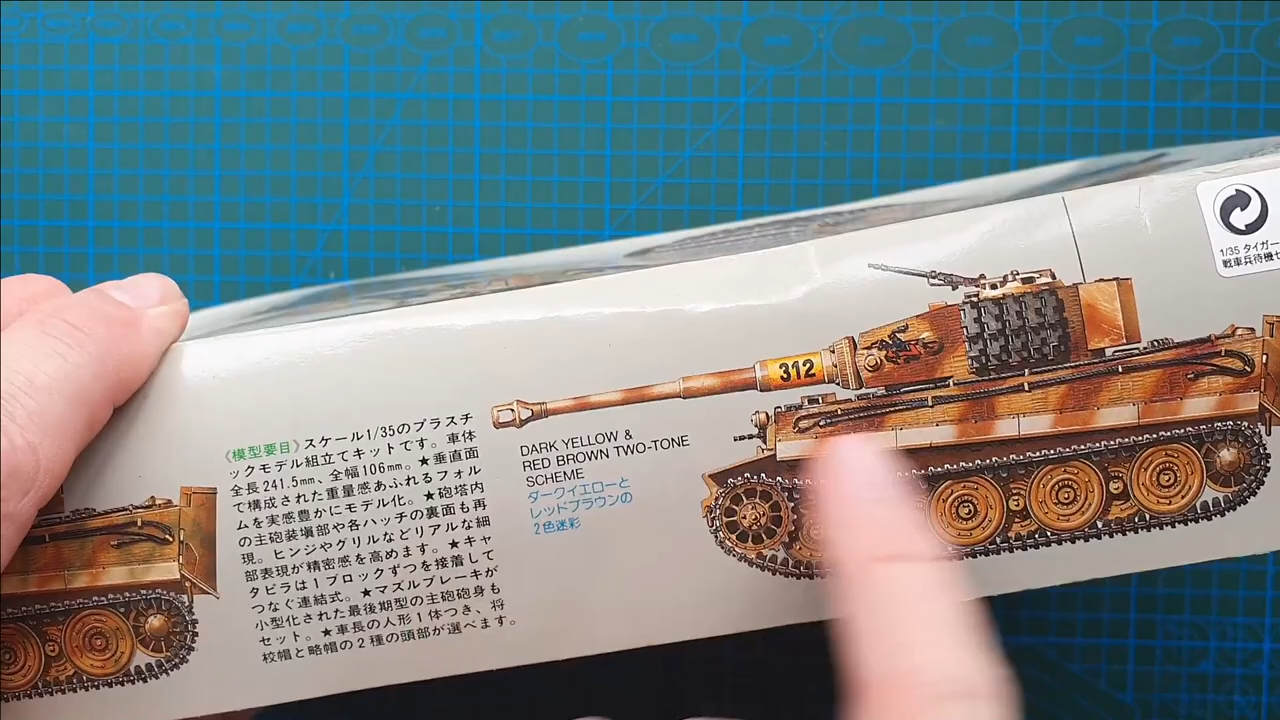 《模型要目》スケール1/35のプラスチ
ックモデル組立てキットです。車体
全長241.5mm、全幅106mm。★垂直面
で構成された重量感あふれるフォル
ムを実感豊かにモデル化。★砲塔内
の主砲装塡部や各ハッチの裏面も再
現。ヒンジやグリルなどリアルな細
部表現が精密感を高めます。★キャ
タピラは1ブロックずつを接着して
つなぐ連結式。★マズルブレーキが
小型化された最後期型の主砲砲身も
セット。★車長の人形1体つき、将
校帽と略帽の2種の頭部が選べます。
DARK YELLOW &
RED BROWN TWO-TONE
SCHEME
ダークイエローと
レッドブラウンの
2色迷彩
312
1/35 タイガー
戦車兵待機セ